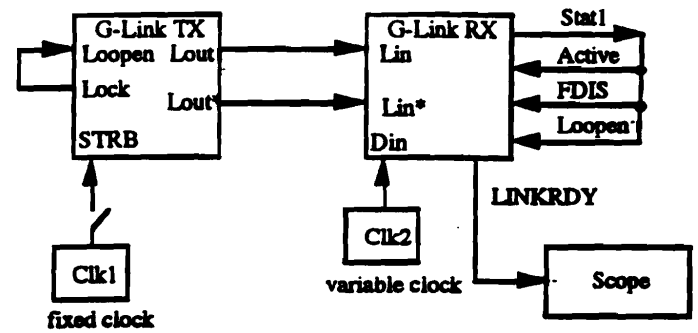 G-Link TX
Loopen Lout
Lock
Lout*
STRB
Clk1
fixed clock
G-Link RX
Lin
Lin*
Din
Clk2
variable clock
Stat1
Active
FDIS
Loopen
LINKRDY
Scope